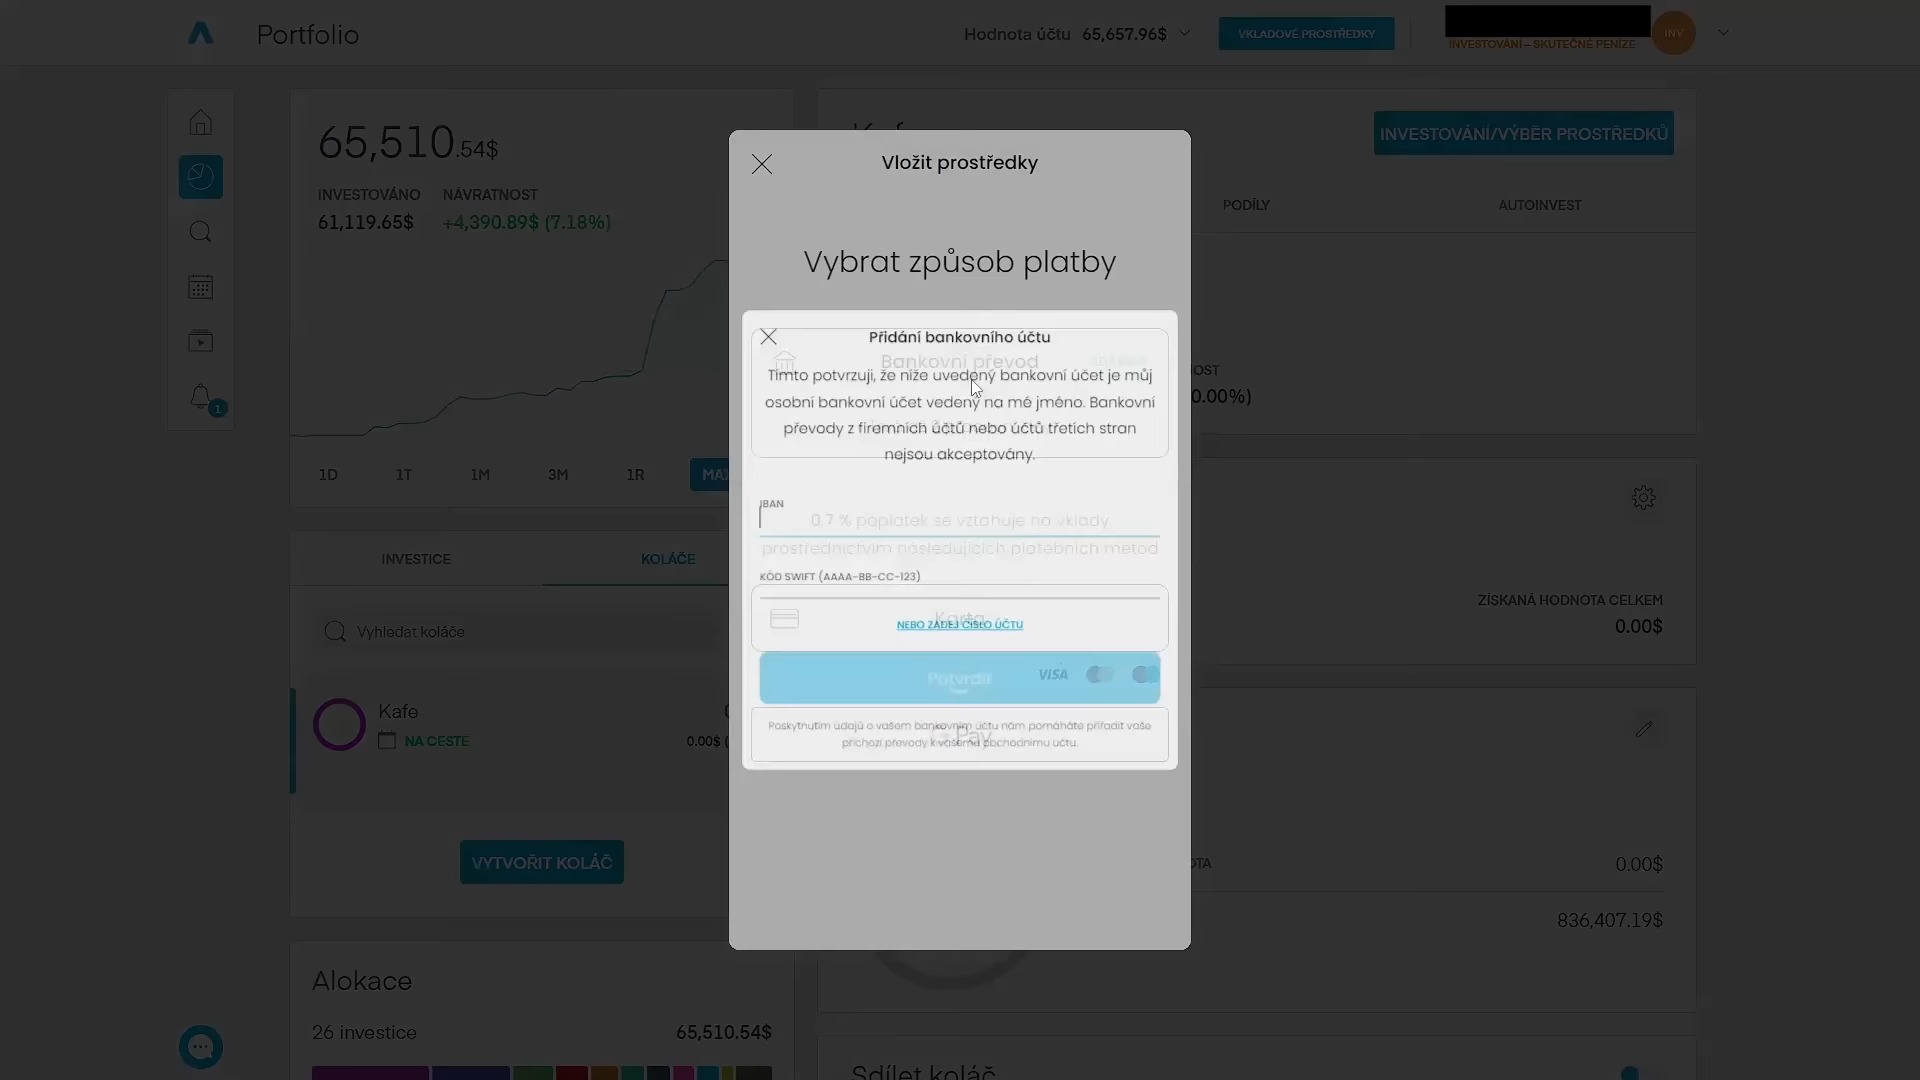 Portfolio
Hodnota účtu 65,657.96$
VKLADOVÉ PROSTŘEDKY
INVESTOVÁNÍ – SKUTEČNÉ PENÍZE
INV
65,510.54$
INVESTOVÁNO NÁVRATNOST
61,119.65$ +4,390.89$ (7.18%)
1D 1T 1M 3M 1R MAX
INVESTICE KOLÁČE
Vyhledat koláče
Kafe
NA CESTĚ
0.00$
VYTVOŘIT KOLÁČ
Alokace
26 investice 65,510.54$
1
Vložit prostředky
Vybrat způsob platby
Přidání bankovního účtu
Bankovní převod
Tímto potvrzuji, že níže uvedený bankovní účet je můj
osobní bankovní účet vedený na mé jméno. Bankovní
převody z firemních účtů nebo účtů třetích stran
nejsou akceptovány.
IBAN
0,7 % poplatek se vztahuje na vklady
prostřednictvím následujících platebních metod
KÓD SWIFT (AAAA-BB-CC-123)
Karta
NEBO ZADEJ ČÍSLO ÚČTU
Potvrdit
VISA
Poskytnutím údajů o vašem bankovním účtu nám pomáháte přiřadit vaše
příchozí převody k vašemu obchodnímu účtu.
G Pay
INVESTOVÁNÍ/VÝBĚR PROSTŘEDKŮ
PODÍLY AUTOINVEST
0.00%)
ZÍSKANÁ HODNOTA CELKEM
0.00$
0.00$
836,407.19$
Sdílet koláč